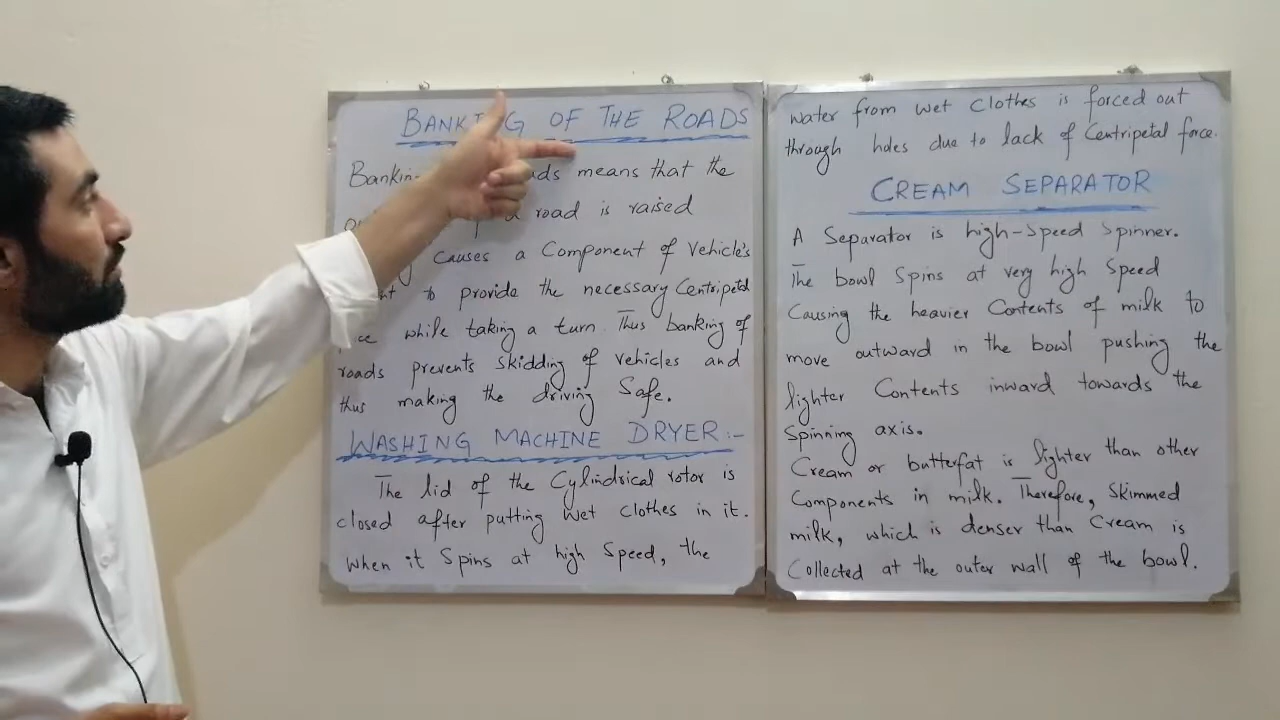 BANKING OF THE ROADS
means that the
road is raised
causes a Component of Vehicle's
to provide the necessary Centripetal
while taking a turn. Thus banking of
roads prevents skidding of vehicles and
thus making the driving Safe.
WASHING MACHINE DRYER:-
The lid of the Cylindrical rotor is
closed after putting wet clothes in it.
When it Spins at high Speed, the
water from wet clothes is forced out
through holes due to lack of Centripetal force.
CREAM SEPARATOR
A Separator is high-Speed Spinner.
The bowl Spins at very high Speed
Causing the heavier Contents of milk to
move outward in the bowl pushing the
lighter Contents inward towards the
Spinning axis.
Cream or butterfat is lighter than other
Components in milk. Therefore, Skimmed
milk, which is denser than Cream is
Collected at the outer wall of the bowl.